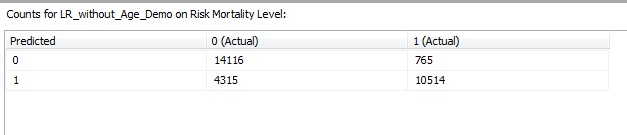 Counts for LR_without_Age_Demo on Risk Mortality Level:
Predicted 0 (Actual) 1 (Actual)
0 14116 765
1 4315 10514